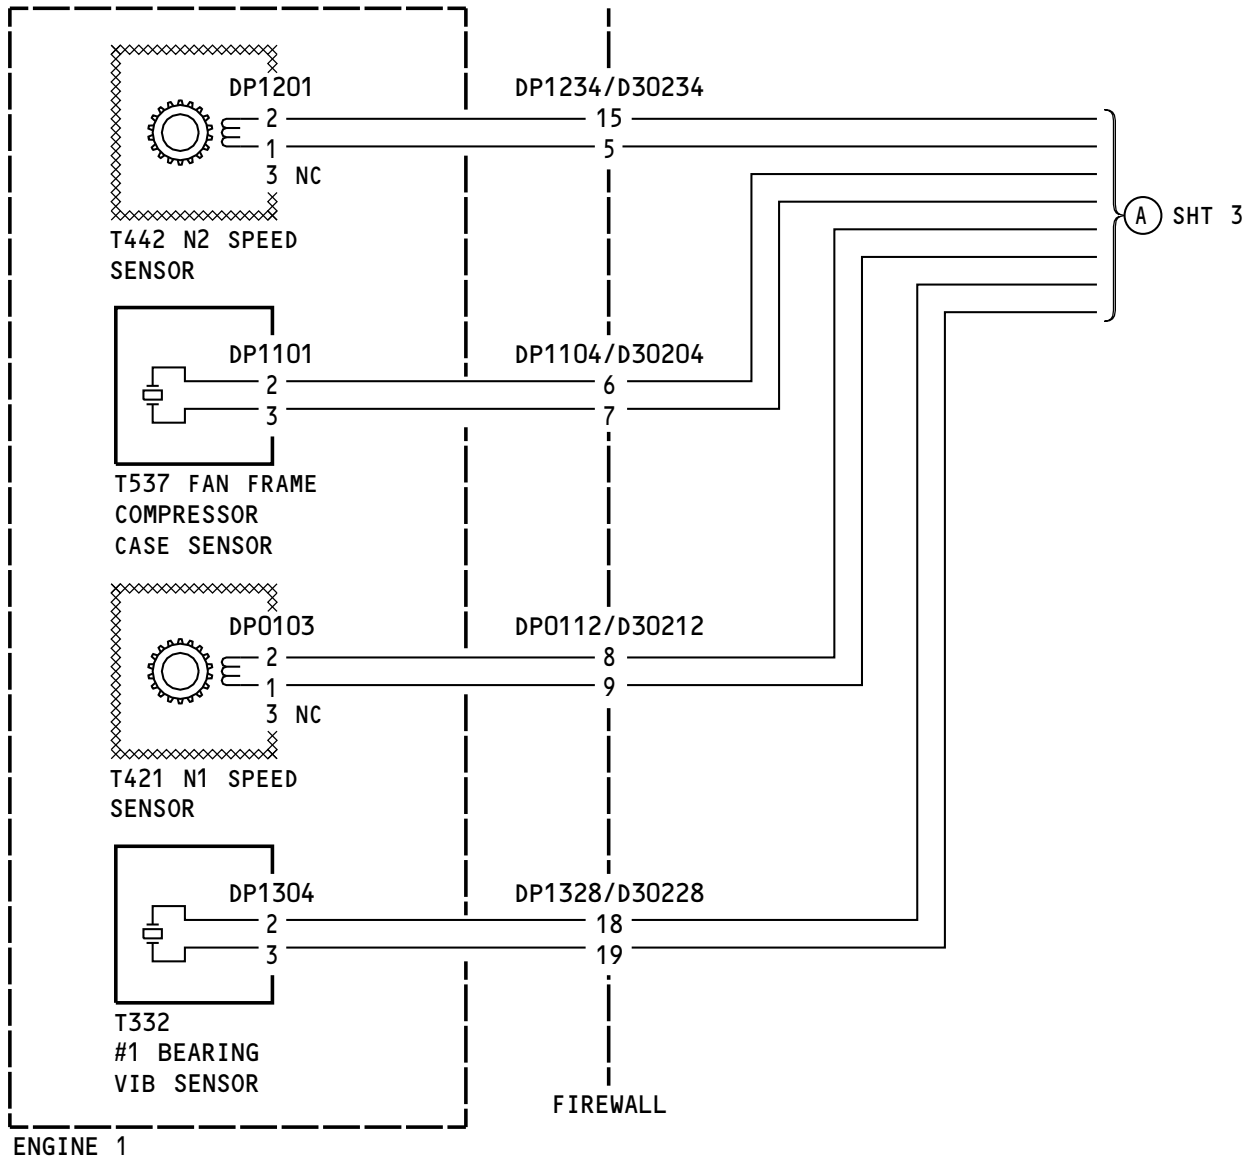 DP1201 DP1234/D30234
2 15
1 5
3 NC
A SHT 3
T442 N2 SPEED
SENSOR
DP1101 DP1104/D30204
2 6
3 7
T537 FAN FRAME
COMPRESSOR
CASE SENSOR
DP0103 DP0112/D30212
2 8
1 9
3 NC
T421 N1 SPEED
SENSOR
DP1304 DP1328/D30228
2 18
3 19
T332
#1 BEARING
VIB SENSOR
FIREWALL
ENGINE 1